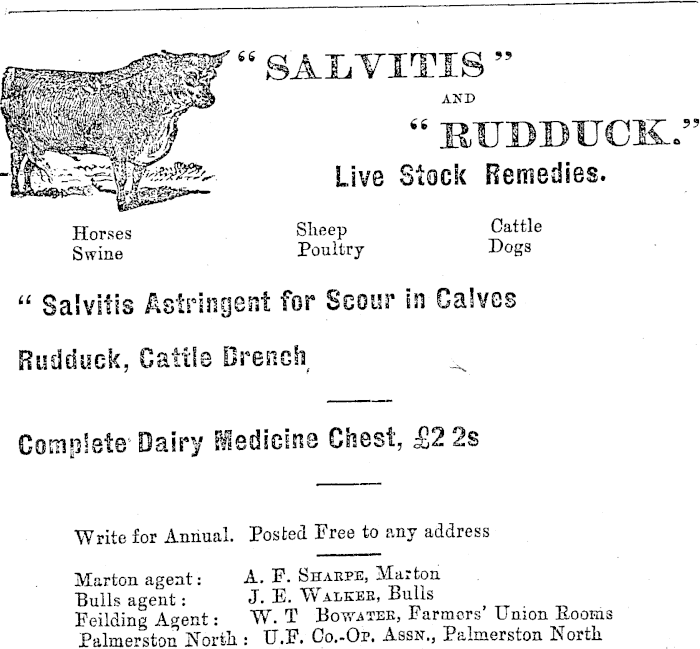 “ SALVITIS ”
AND
“ RUDDUCK.”
Live Stock Remedies.
Horses Sheep Cattle
Swine Poultry Dogs
“ Salvitis Astringent for Scour in Calves
Rudduck, Cattle Drench
Complete Dairy Medicine Chest, £2 2s
Write for Annual. Posted Free to any address
Marton agent : A. F. SHARPE, Marton
Bulls agent : J. E. WALKER, Bulls
Feilding Agent : W. T BOWATER, Farmers’ Union Rooms
Palmerston North : U.F. CO.-OP. ASSN., Palmerston North